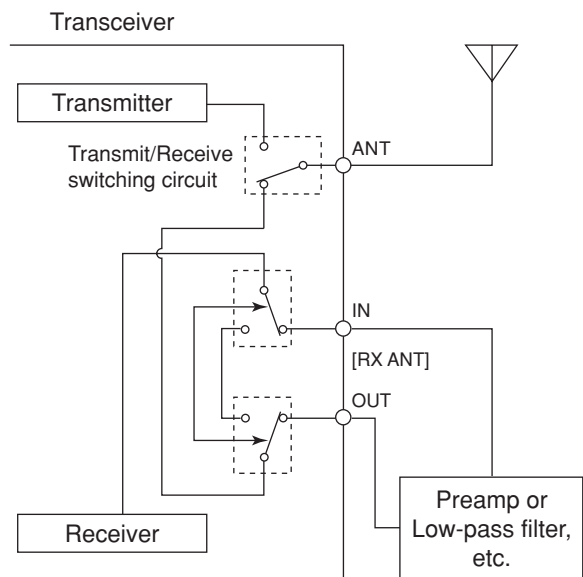 Transceiver
Transmitter
Transmit/Receive
switching circuit
ANT
IN
[RX ANT]
OUT
Receiver
Preamp or
Low-pass filter,
etc.